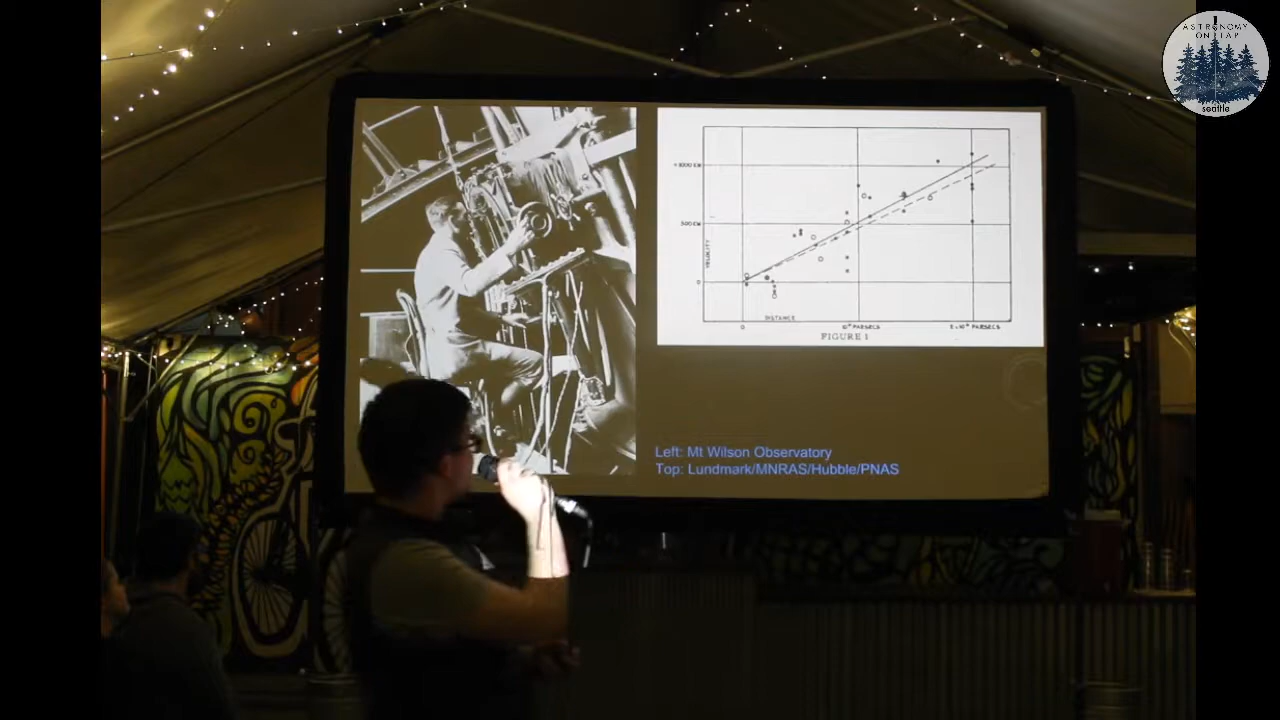 ASTRONOMY
ON TAP
seattle
VELOCITY
+1000 KM
500 KM
0
DISTANCE
0
10⁶ PARSECS
2×10⁶ PARSECS
FIGURE 1
Left: Mt Wilson Observatory
Top: Lundmark/MNRAS/Hubble/PNAS